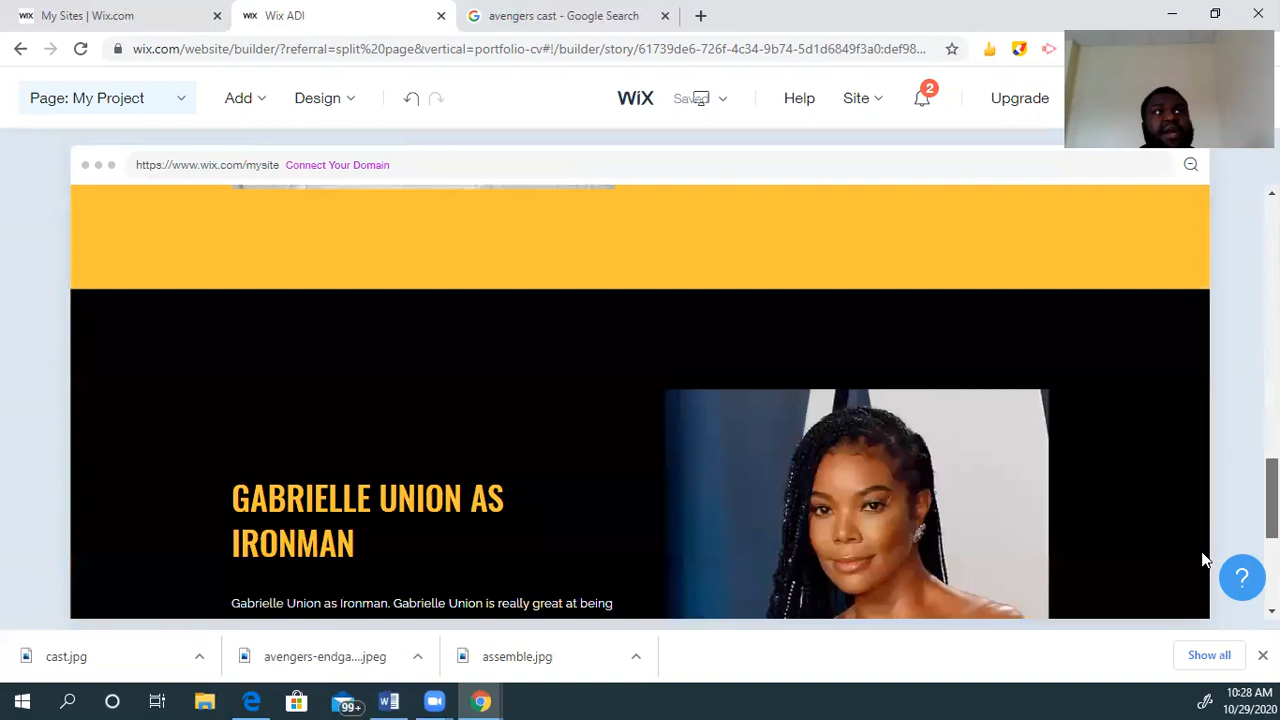 WiX My Sites | Wix.com
WiX Wix ADI
avengers cast - Google Search
wix.com/website/builder/?referral=split%20page&vertical=portfolio-cv#!/builder/story/61739de6-726f-4c34-9b74-5d1d6849f3a0:def98...
Page: My Project
Add
Design
WiX
Saved
Help
Site
2
Upgrade
https://www.wix.com/mysite Connect Your Domain
GABRIELLE UNION AS
IRONMAN
Gabrielle Union as Ironman. Gabrielle Union is really great at being
?
cast.jpg
avengers-endga....jpeg
assemble.jpg
Show all
99+
10:28 AM
10/29/2020